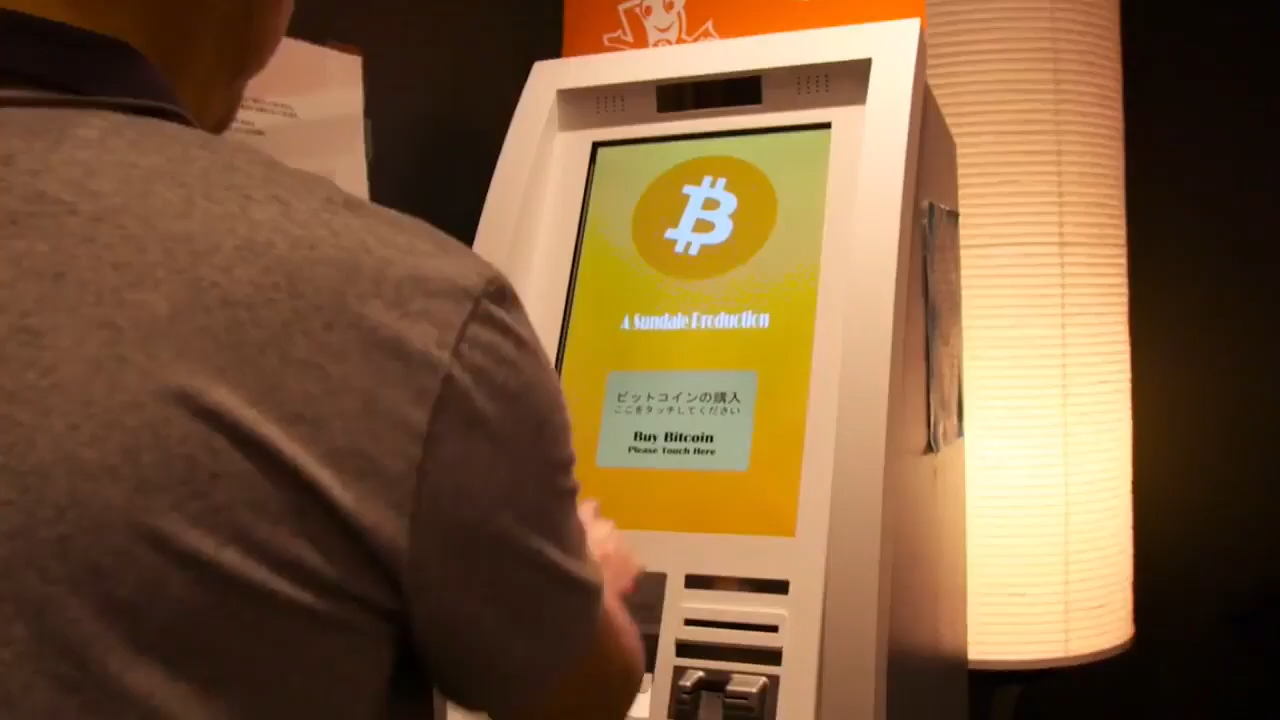 A Sundale Production
ビットコインの購入
ここをタッチしてください
Buy Bitcoin
Please Touch Here